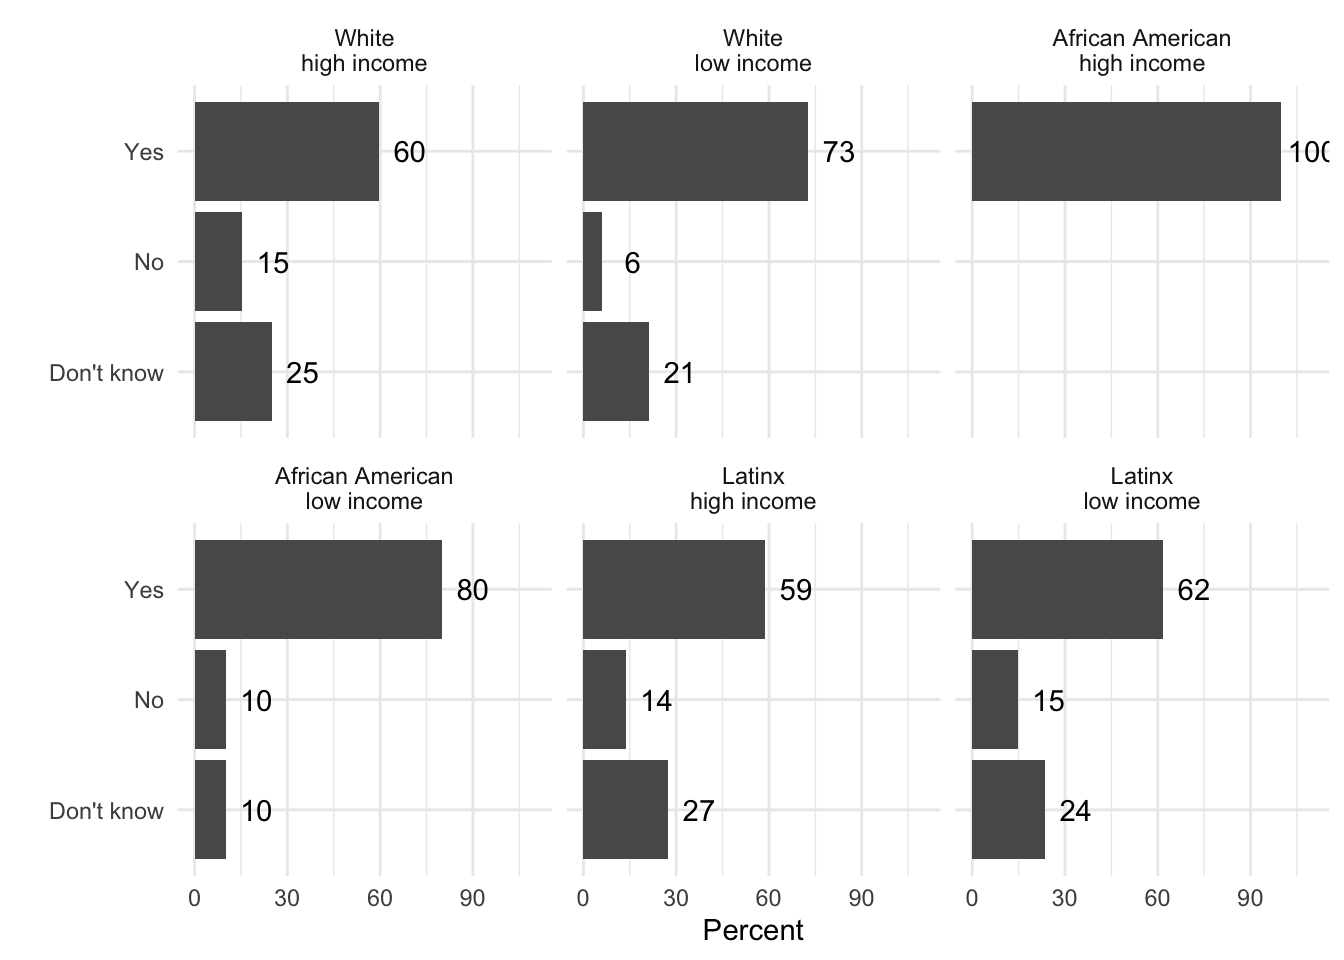 White
high income
White
low income
African American
high income
Yes
60
73
100
No
15
6
Don't know
25
21
African American
low income
Latinx
high income
Latinx
low income
Yes
80
59
62
No
10
14
15
Don't know
10
27
24
0 30 60 90
0 30 60 90
0 30 60 90
Percent